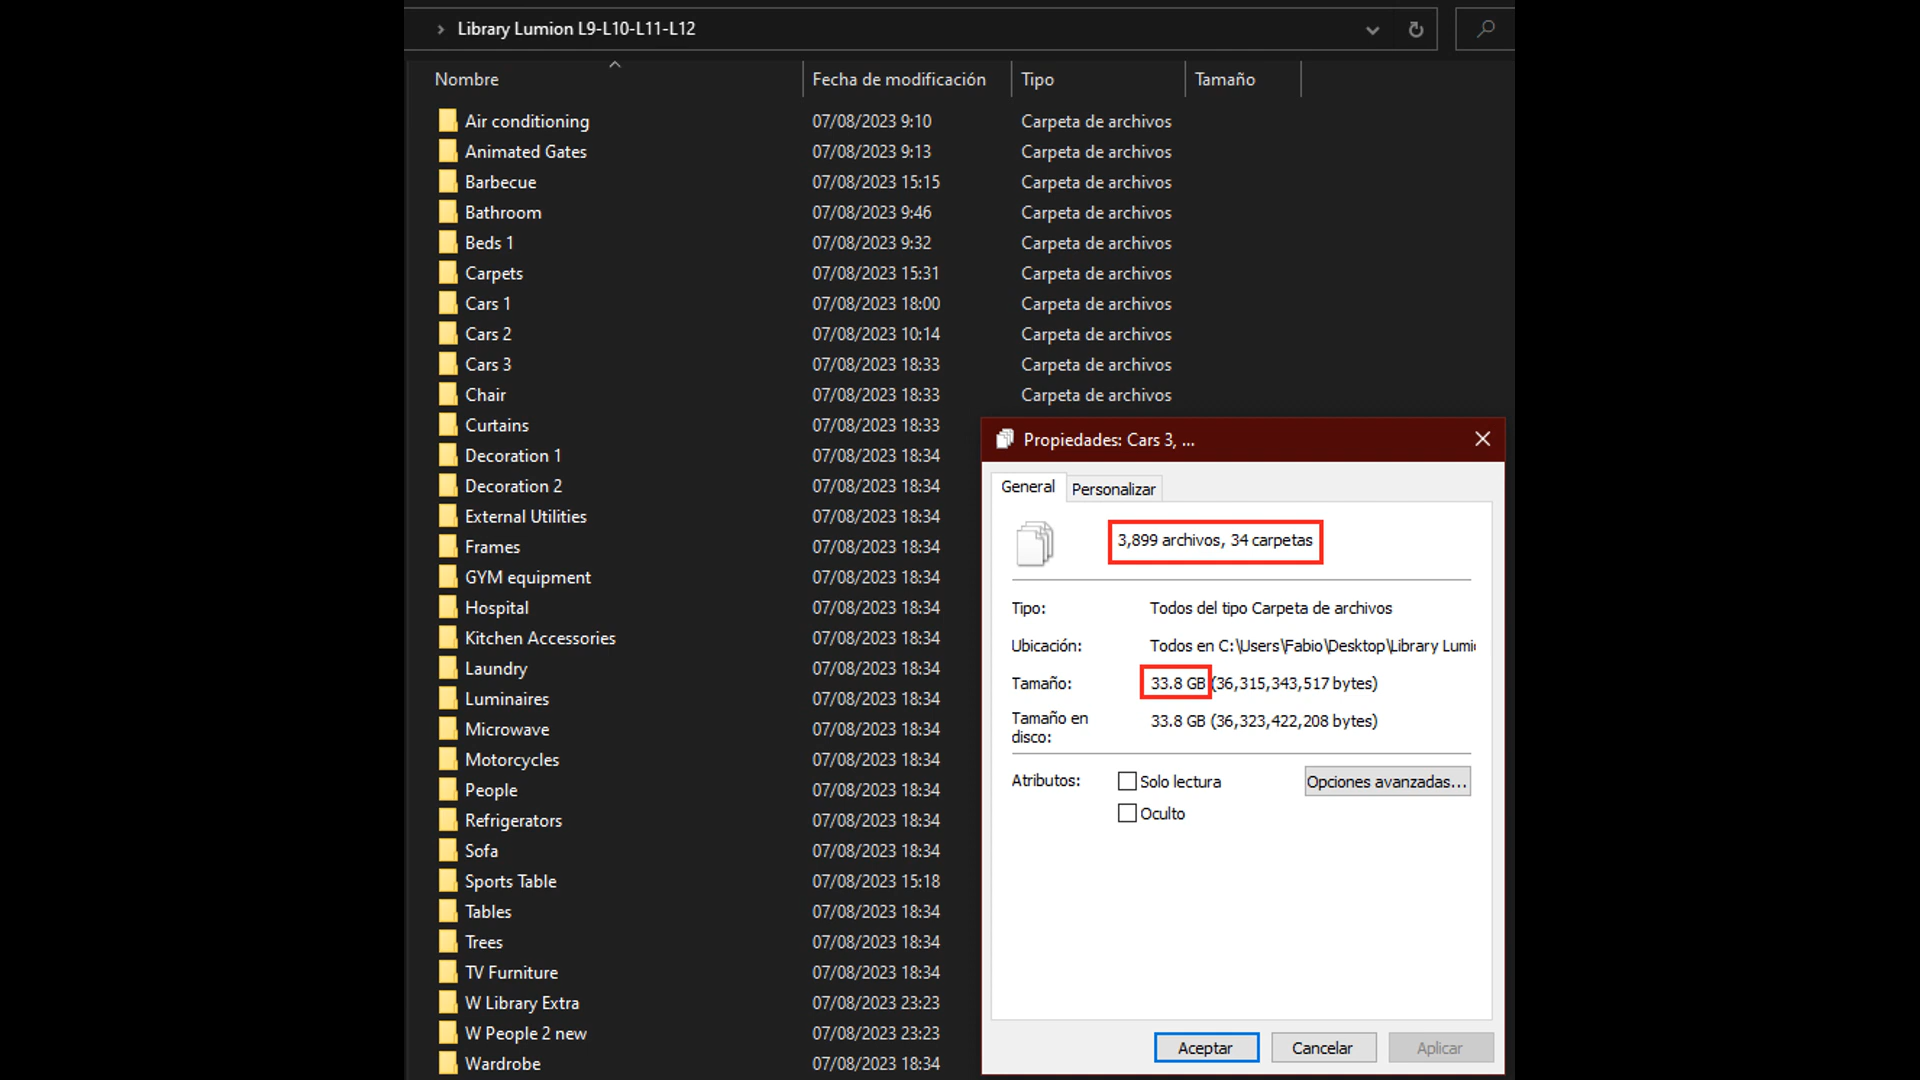 Library Lumion L9-L10-L11-L12
Nombre Fecha de modificación Tipo Tamaño
Air conditioning 07/08/2023 9:10 Carpeta de archivos
Animated Gates 07/08/2023 9:13 Carpeta de archivos
Barbecue 07/08/2023 15:15 Carpeta de archivos
Bathroom 07/08/2023 9:46 Carpeta de archivos
Beds 1 07/08/2023 9:32 Carpeta de archivos
Carpets 07/08/2023 15:31 Carpeta de archivos
Cars 1 07/08/2023 18:00 Carpeta de archivos
Cars 2 07/08/2023 10:14 Carpeta de archivos
Cars 3 07/08/2023 18:33 Carpeta de archivos
Chair 07/08/2023 18:33 Carpeta de archivos
Curtains 07/08/2023 18:33
Decoration 1 07/08/2023 18:34
Decoration 2 07/08/2023 18:34
External Utilities 07/08/2023 18:34
Frames 07/08/2023 18:34
GYM equipment 07/08/2023 18:34
Hospital 07/08/2023 18:34
Kitchen Accessories 07/08/2023 18:34
Laundry 07/08/2023 18:34
Luminaires 07/08/2023 18:34
Microwave 07/08/2023 18:34
Motorcycles 07/08/2023 18:34
People 07/08/2023 18:34
Refrigerators 07/08/2023 18:34
Sofa 07/08/2023 18:34
Sports Table 07/08/2023 15:18
Tables 07/08/2023 18:34
Trees 07/08/2023 18:34
TV Furniture 07/08/2023 18:34
W Library Extra 07/08/2023 23:23
W People 2 new 07/08/2023 23:23
Wardrobe 07/08/2023 18:34
Propiedades: Cars 3, ...
General Personalizar
3,899 archivos, 34 carpetas
Tipo: Todos del tipo Carpeta de archivos
Ubicación: Todos en C:\Users\Fabio\Desktop\Library Lumi
Tamaño: 33.8 GB (36,315,343,517 bytes)
Tamaño en disco: 33.8 GB (36,323,422,208 bytes)
Atributos: Solo lectura Opciones avanzadas...
Oculto
Aceptar Cancelar Aplicar